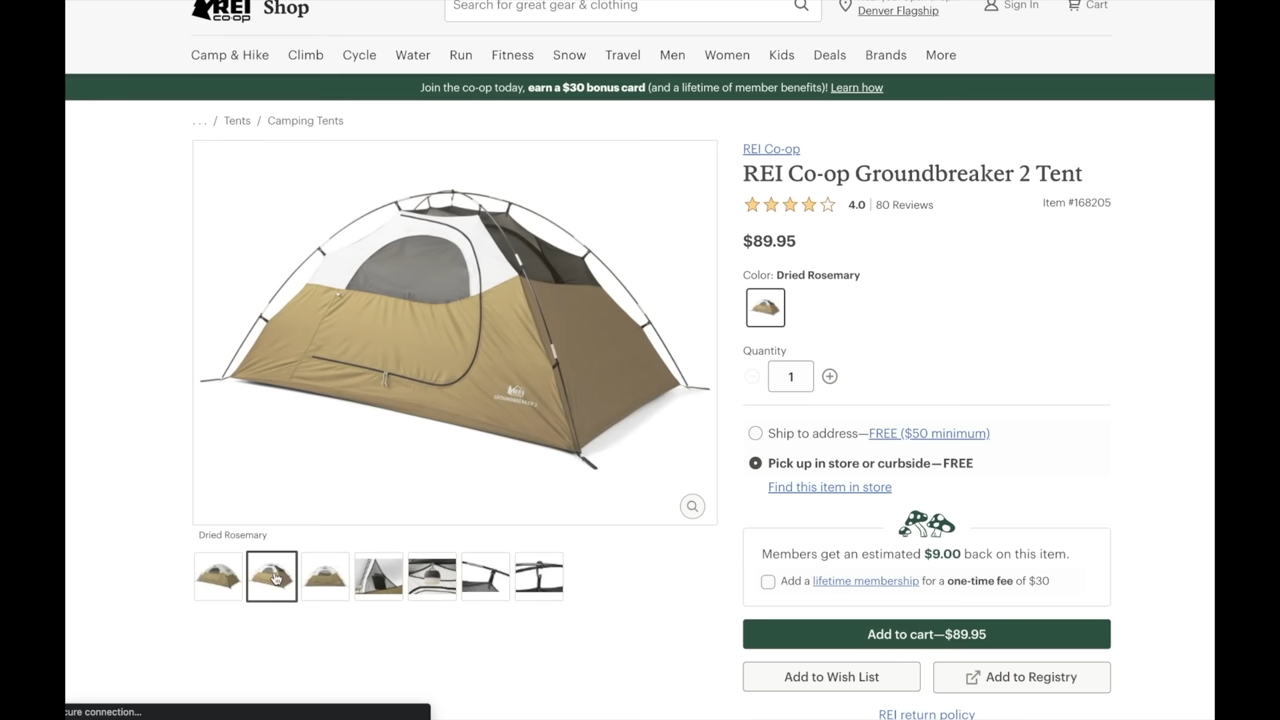 REI
co-op
Shop
Search for great gear & clothing
Denver Flagship
Sign In
Cart
Camp & Hike
Climb
Cycle
Water
Run
Fitness
Snow
Travel
Men
Women
Kids
Deals
Brands
More
Join the co-op today, earn a $30 bonus card (and a lifetime of member benefits)! Learn how
. . . / Tents / Camping Tents
REI Co-op
REI Co-op Groundbreaker 2 Tent
4.0 | 80 Reviews
Item #168205
$89.95
Color: Dried Rosemary
Quantity
1
Ship to address—FREE ($50 minimum)
Pick up in store or curbside—FREE
Find this item in store
Members get an estimated $9.00 back on this item.
Add a lifetime membership for a one-time fee of $30
Add to cart—$89.95
Add to Wish List
Add to Registry
REI return policy
REI
GROUNDBREAKER 2
Dried Rosemary
cure connection...